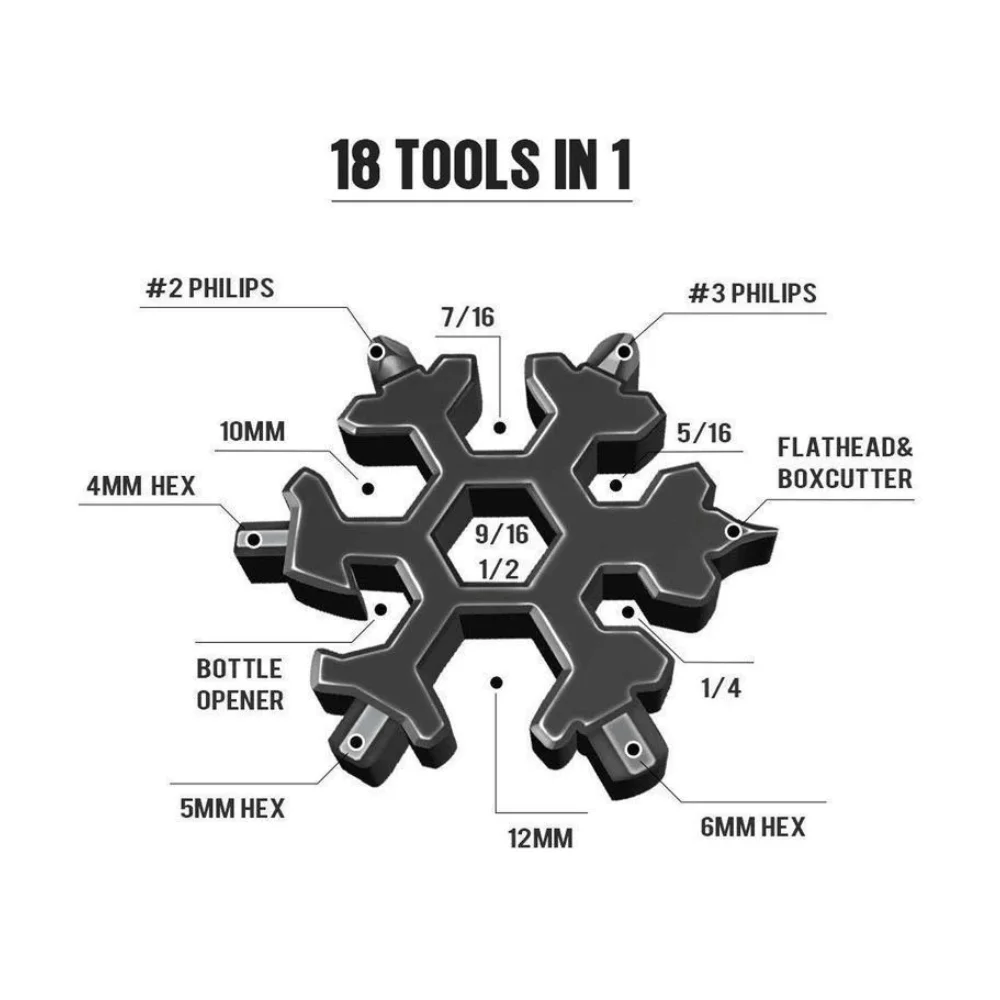 18 TOOLS IN 1
#2 PHILIPS
7/16
#3 PHILIPS
10MM
5/16
FLATHEAD&
BOXCUTTER
4MM HEX
9/16
1/2
BOTTLE
OPENER
1/4
5MM HEX
12MM
6MM HEX